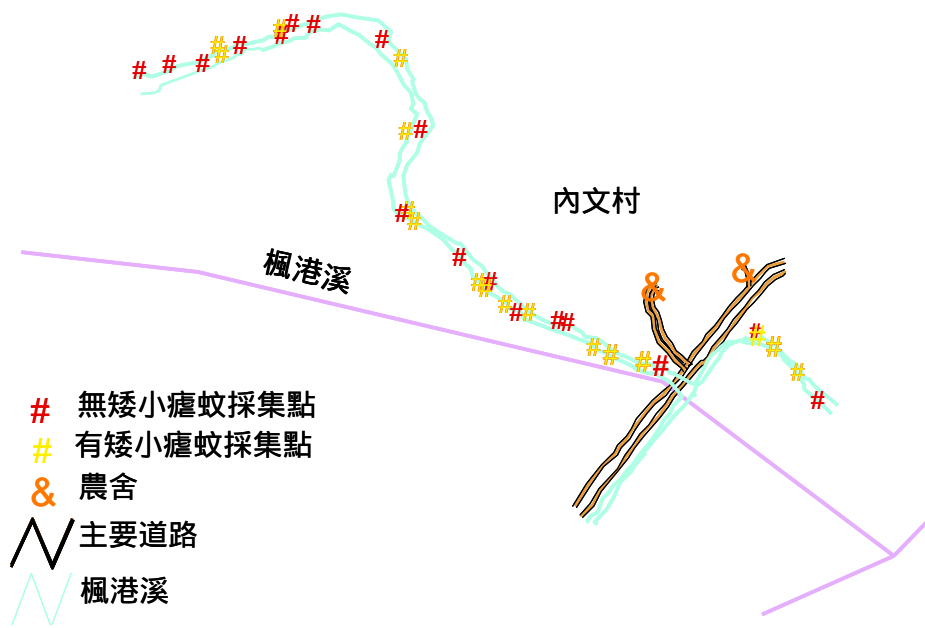 內文村
楓港溪
# 無矮小瘧蚊採集點
# 有矮小瘧蚊採集點
& 農舍
主要道路
楓港溪